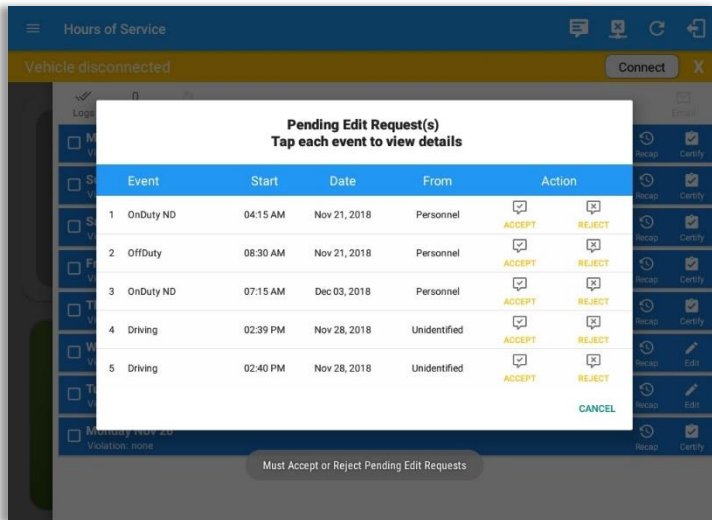 Hours of Service
Vehicle disconnected
Connect
X
Logs
Email
Pending Edit Request(s)
Tap each event to view details
Event Start Date From Action
1 OnDuty ND 04:15 AM Nov 21, 2018 Personnel ACCEPT REJECT
2 OffDuty 08:30 AM Nov 21, 2018 Personnel ACCEPT REJECT
3 OnDuty ND 07:15 AM Dec 03, 2018 Personnel ACCEPT REJECT
4 Driving 02:39 PM Nov 28, 2018 Unidentified ACCEPT REJECT
5 Driving 02:40 PM Nov 28, 2018 Unidentified ACCEPT REJECT
CANCEL
Recap Certify
Recap Certify
Recap Certify
Recap Certify
Recap Certify
Recap Edit
Recap Edit
Monday Nov 26
Violation: none
Recap Certify
Must Accept or Reject Pending Edit Requests